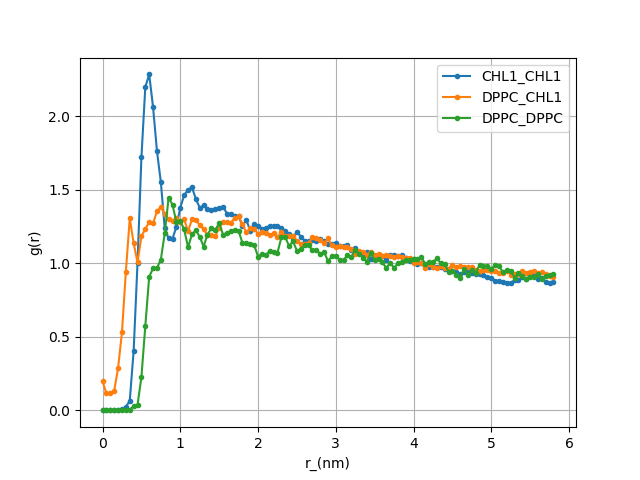 CHL1_CHL1
DPPC_CHL1
DPPC_DPPC
2.0
1.5
1.0
0.5
0.0
g(r)
0 1 2 3 4 5 6
r_(nm)